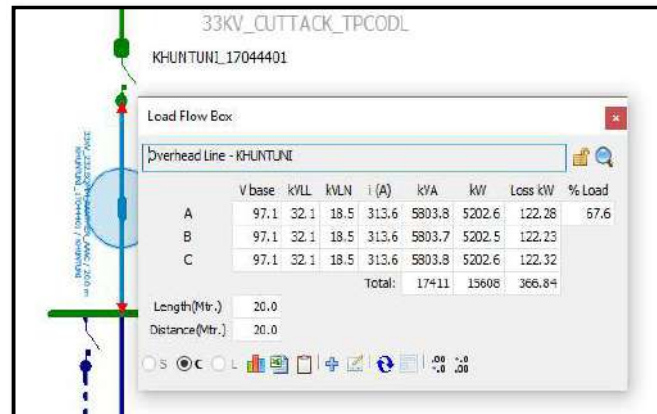 33KV_CUTTACK_TPCODL
KHUNTUNI_17044401
Load Flow Box
Overhead Line - KHUNTUNI
V base kVLL kVLN i (A) kVA kW Loss kW % Load
A 97.1 32.1 18.5 313.6 5803.8 5202.6 122.28 67.6
B 97.1 32.1 18.5 313.6 5803.7 5202.5 122.23
C 97.1 32.1 18.5 313.6 5803.8 5202.6 122.32
Total: 17411 15608 366.84
Length(Mtr.) 20.0
Distance(Mtr.) 20.0
S C L